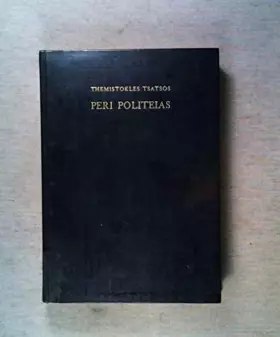 THEMISTOKLES TSATSOS
PERI POLITEIAS